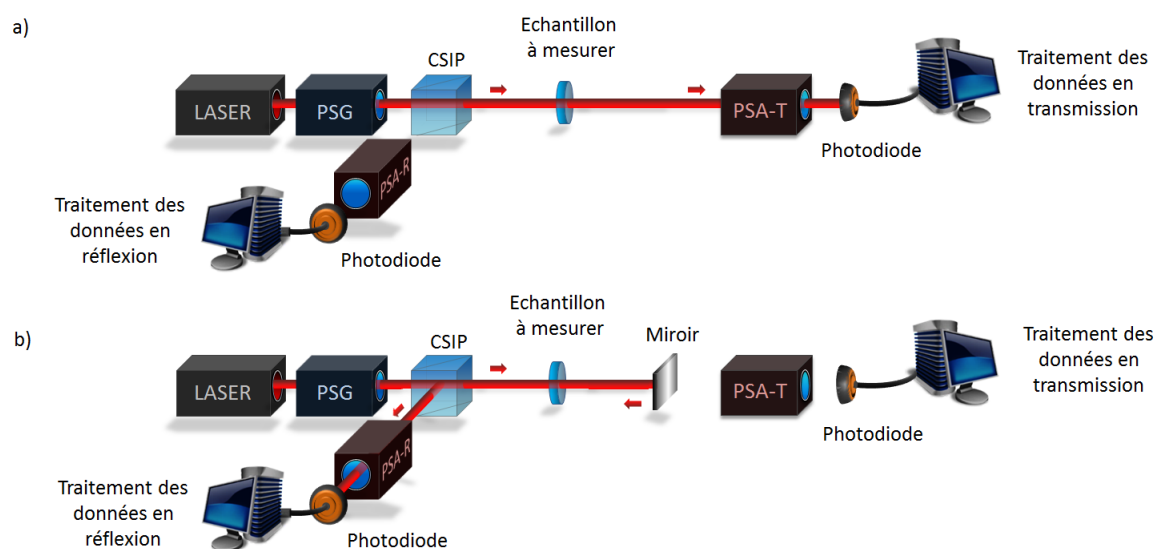 a)
Echantillon
à mesurer
CSIP
LASER
PSG
PSA-T
Photodiode
Traitement des
données en
transmission
PSA-R
Traitement des
données en
réflexion
Photodiode
b)
Echantillon
à mesurer
Miroir
CSIP
LASER
PSG
PSA-T
Photodiode
Traitement des
données en
transmission
PSA-R
Traitement des
données en
réflexion
Photodiode